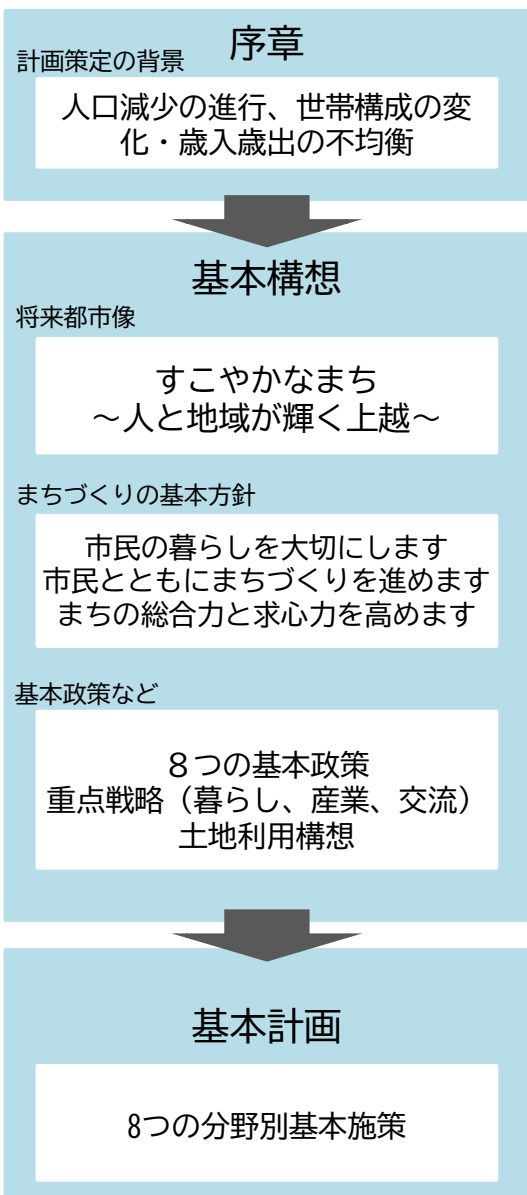 序章
計画策定の背景
人口減少の進行、世帯構成の変
化・歳入歳出の不均衡
基本構想
将来都市像
すこやかなまち
～人と地域が輝く上越～
まちづくりの基本方針
市民の暮らしを大切にします
市民とともにまちづくりを進めます
まちの総合力と求心力を高めます
基本政策など
８つの基本政策
重点戦略（暮らし、産業、交流）
土地利用構想
基本計画
8つの分野別基本施策